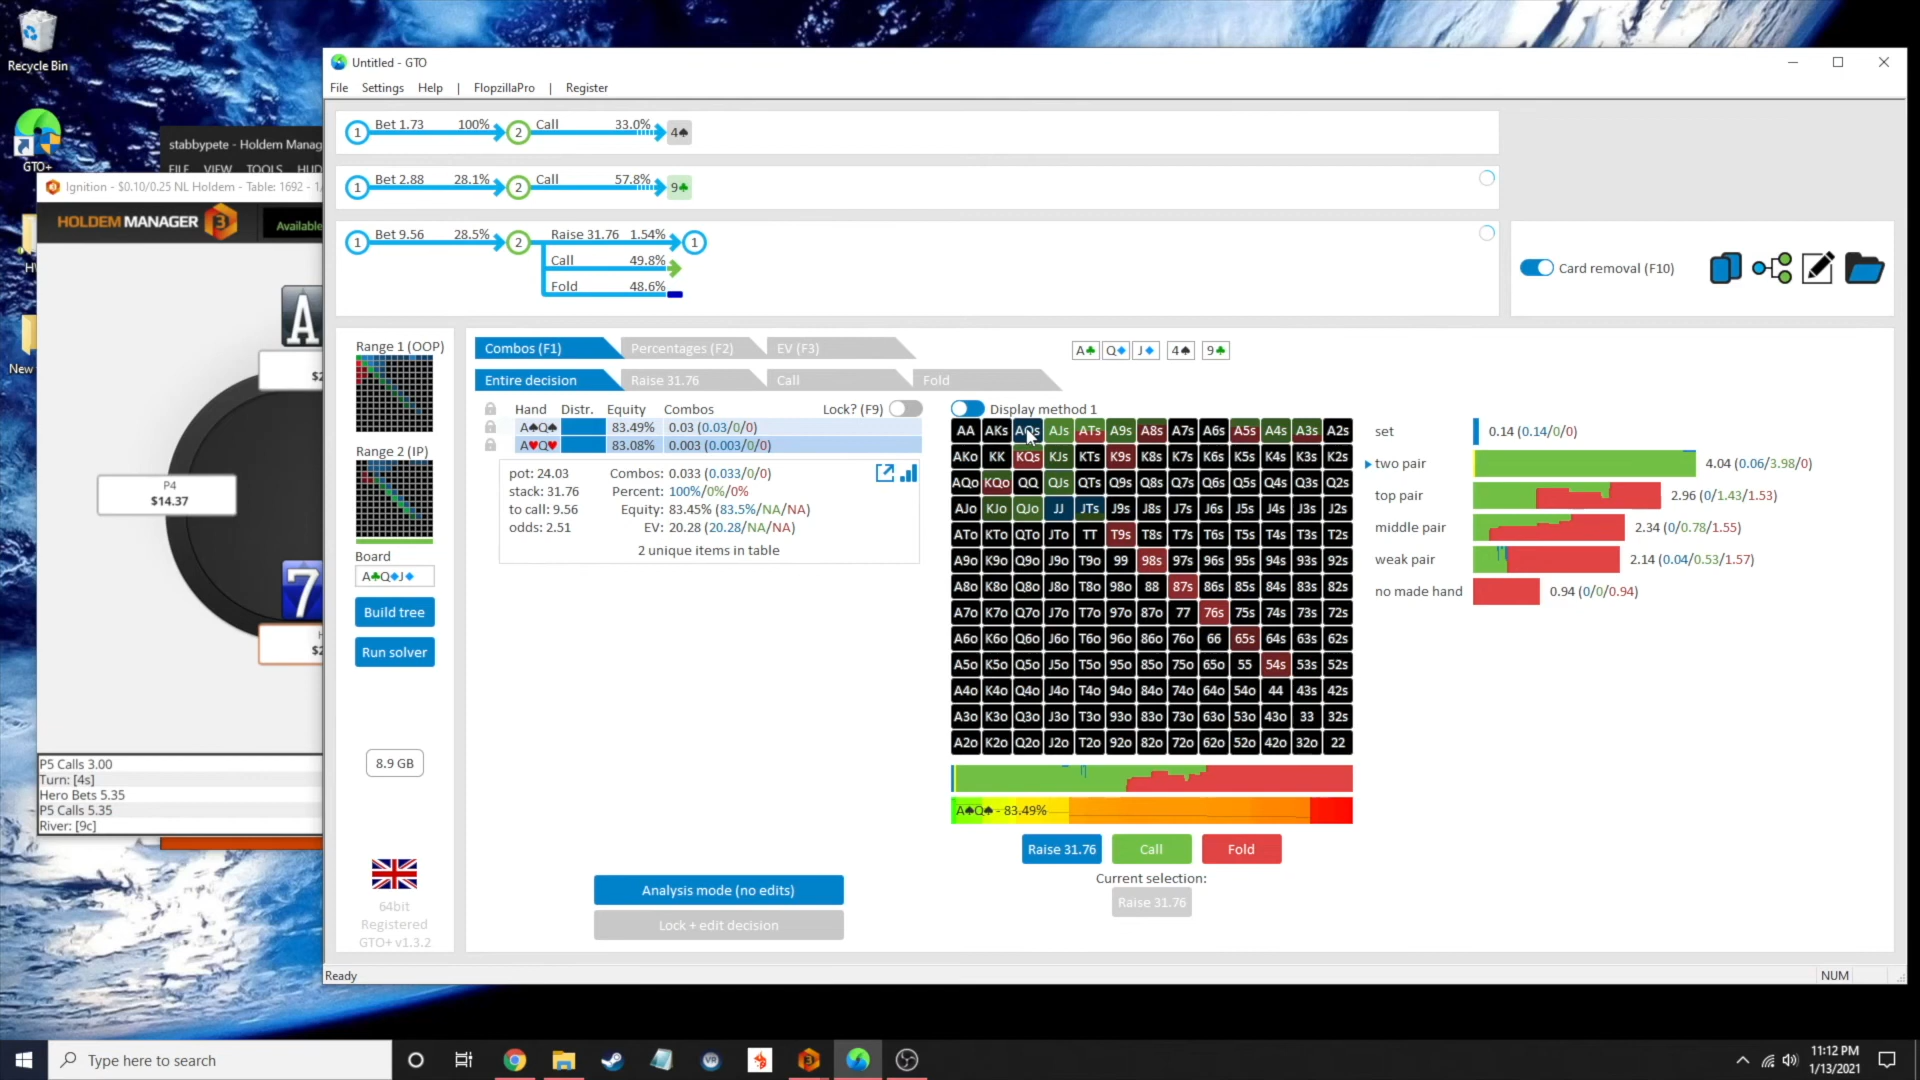 Recycle Bin
GTO+
New
stabbypete - Holdem Manag
FILE VIEW TOOLS HUD
Ignition - $0.10/0.25 NL Holdem - Table: 1692 - 1/
HOLDEM MANAGER 3
Available
A
P4
$14.37
7
P5 Calls 3.00
Turn: [4s]
Hero Bets 5.35
P5 Calls 5.35
River: [9c]
Untitled - GTO
File Settings Help | FlopzillaPro | Register
1 Bet 1.73 100% 2 Call 33.0% 4♠
1 Bet 2.88 28.1% 2 Call 57.8% 9♣
1 Bet 9.56 28.5% 2 Raise 31.76 1.54% 1
Call 49.8%
Fold 48.6%
Card removal (F10)
Range 1 (OOP)
Range 2 (IP)
Board
A♣Q♦J♦
Build tree
Run solver
8.9 GB
64bit
Registered
GTO+ v1.3.2
Combos (F1) Percentages (F2) EV (F3)
A♣ Q♦ J♦ 4♠ 9♣
Entire decision Raise 31.76 Call Fold
Hand Distr. Equity Combos Lock? (F9)
A♠Q♠ 83.49% 0.03 (0.03/0/0)
A♥Q♥ 83.08% 0.003 (0.003/0/0)
pot: 24.03 Combos: 0.033 (0.033/0/0)
stack: 31.76 Percent: 100%/0%/0%
to call: 9.56 Equity: 83.45% (83.5%/NA/NA)
odds: 2.51 EV: 20.28 (20.28/NA/NA)
2 unique items in table
Analysis mode (no edits)
Lock + edit decision
Display method 1
AA AKs AQs AJs ATs A9s A8s A7s A6s A5s A4s A3s A2s
AKo KK KQs KJs KTs K9s K8s K7s K6s K5s K4s K3s K2s
AQo KQo QQ QJs QTs Q9s Q8s Q7s Q6s Q5s Q4s Q3s Q2s
AJo KJo QJo JJ JTs J9s J8s J7s J6s J5s J4s J3s J2s
ATo KTo QTo JTo TT T9s T8s T7s T6s T5s T4s T3s T2s
A9o K9o Q9o J9o T9o 99 98s 97s 96s 95s 94s 93s 92s
A8o K8o Q8o J8o T8o 98o 88 87s 86s 85s 84s 83s 82s
A7o K7o Q7o J7o T7o 97o 87o 77 76s 75s 74s 73s 72s
A6o K6o Q6o J6o T6o 96o 86o 76o 66 65s 64s 63s 62s
A5o K5o Q5o J5o T5o 95o 85o 75o 65o 55 54s 53s 52s
A4o K4o Q4o J4o T4o 94o 84o 74o 64o 54o 44 43s 42s
A3o K3o Q3o J3o T3o 93o 83o 73o 63o 53o 43o 33 32s
A2o K2o Q2o J2o T2o 92o 82o 72o 62o 52o 42o 32o 22
A♠Q♠ - 83.49%
Raise 31.76 Call Fold
Current selection:
Raise 31.76
set 0.14 (0.14/0/0)
two pair 4.04 (0.06/3.98/0)
top pair 2.96 (0/1.43/1.53)
middle pair 2.34 (0/0.78/1.55)
weak pair 2.14 (0.04/0.53/1.57)
no made hand 0.94 (0/0/0.94)
Ready NUM
Type here to search
11:12 PM
1/13/2021